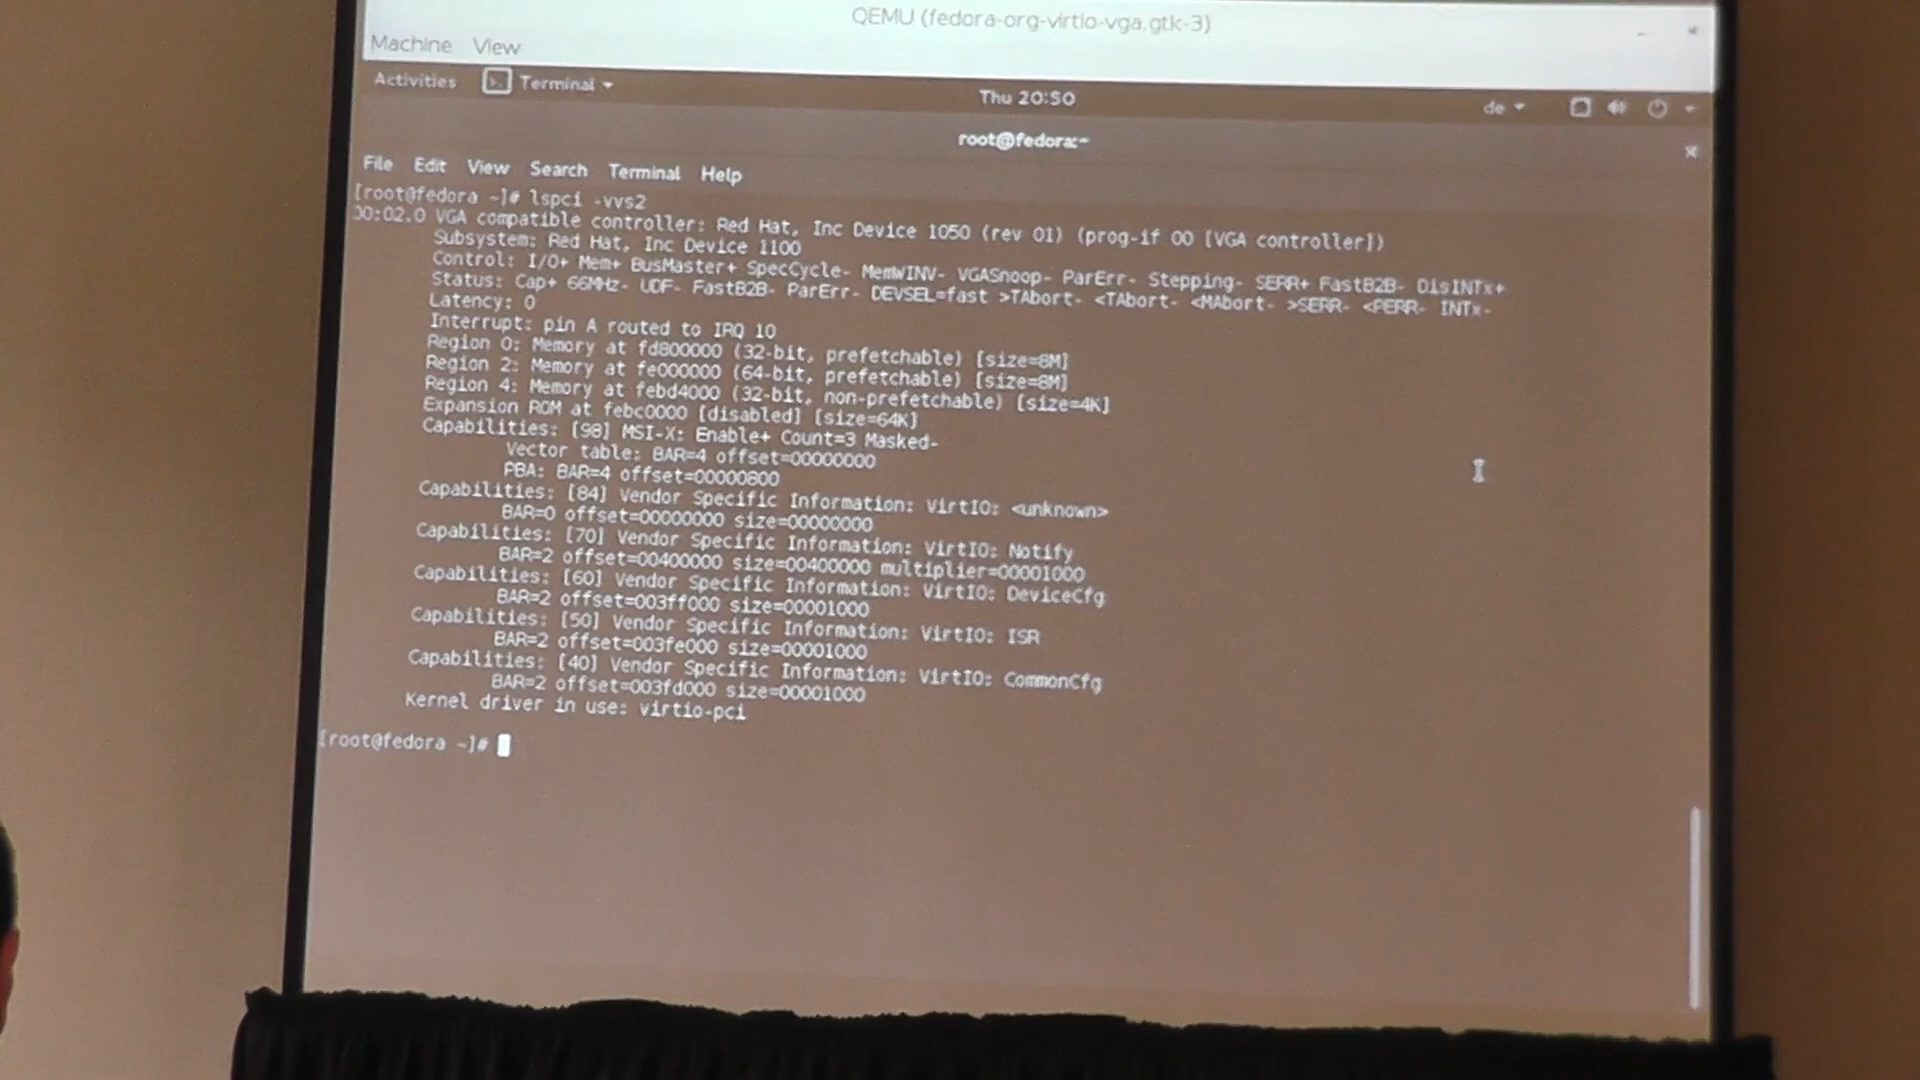 QEMU (fedora-org-virtio-vga,gtk-3)
Machine View
Activities Terminal
Thu 20:50
de
root@fedora:~
File Edit View Search Terminal Help
[root@fedora ~]# lspci -vvs2
00:02.0 VGA compatible controller: Red Hat, Inc Device 1050 (rev 01) (prog-if 00 [VGA controller])
Subsystem: Red Hat, Inc Device 1100
Control: I/O+ Mem+ BusMaster+ SpecCycle- MemWINV- VGASnoop- ParErr- Stepping- SERR+ FastB2B- DisINTx+
Status: Cap+ 66MHz- UDF- FastB2B- ParErr- DEVSEL=fast >TAbort- <TAbort- <MAbort- >SERR- <PERR- INTx-
Latency: 0
Interrupt: pin A routed to IRQ 10
Region 0: Memory at fd800000 (32-bit, prefetchable) [size=8M]
Region 2: Memory at fe000000 (64-bit, prefetchable) [size=8M]
Region 4: Memory at febd4000 (32-bit, non-prefetchable) [size=4K]
Expansion ROM at febc0000 [disabled] [size=64K]
Capabilities: [98] MSI-X: Enable+ Count=3 Masked-
Vector table: BAR=4 offset=00000000
PBA: BAR=4 offset=00000800
Capabilities: [84] Vendor Specific Information: VirtIO: <unknown>
BAR=0 offset=00000000 size=00000000
Capabilities: [70] Vendor Specific Information: VirtIO: Notify
BAR=2 offset=00400000 size=00400000 multiplier=00001000
Capabilities: [60] Vendor Specific Information: VirtIO: DeviceCfg
BAR=2 offset=003ff000 size=00001000
Capabilities: [50] Vendor Specific Information: VirtIO: ISR
BAR=2 offset=003fe000 size=00001000
Capabilities: [40] Vendor Specific Information: VirtIO: CommonCfg
BAR=2 offset=003fd000 size=00001000
Kernel driver in use: virtio-pci
[root@fedora ~]#